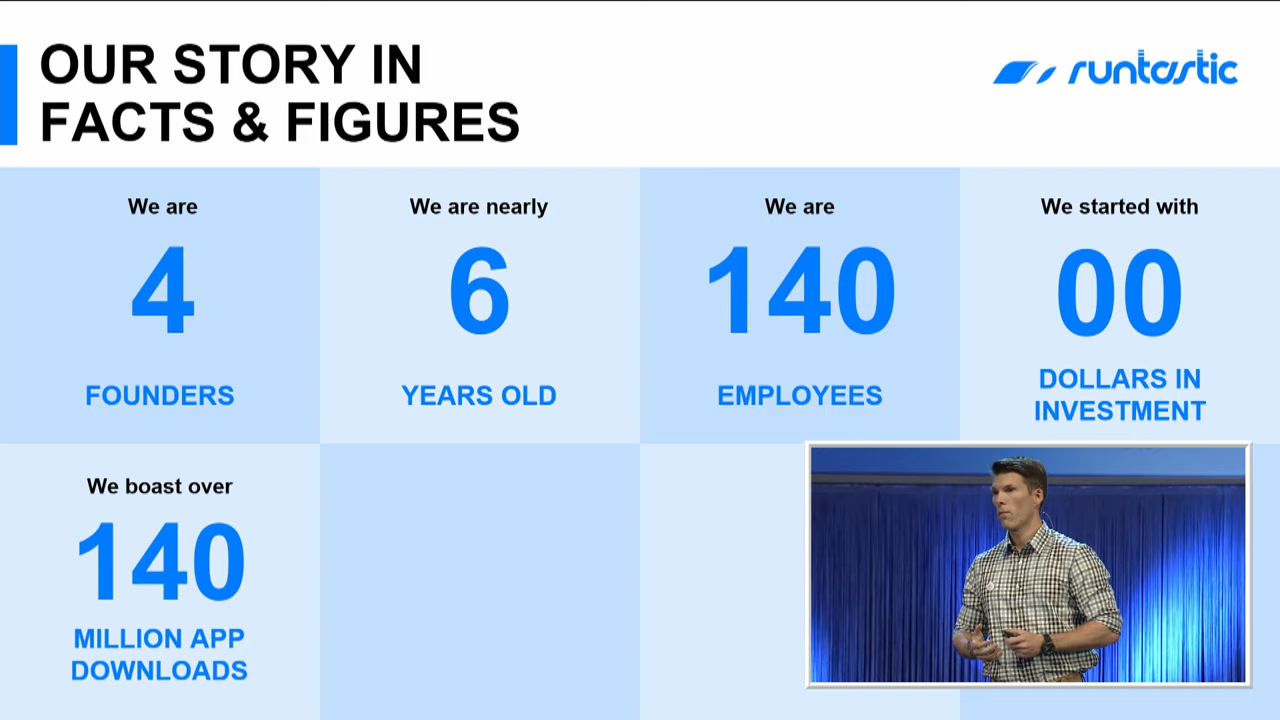 OUR STORY IN
FACTS & FIGURES
runtastic
We are
4
FOUNDERS
We are nearly
6
YEARS OLD
We are
140
EMPLOYEES
We started with
00
DOLLARS IN
INVESTMENT
We boast over
140
MILLION APP
DOWNLOADS